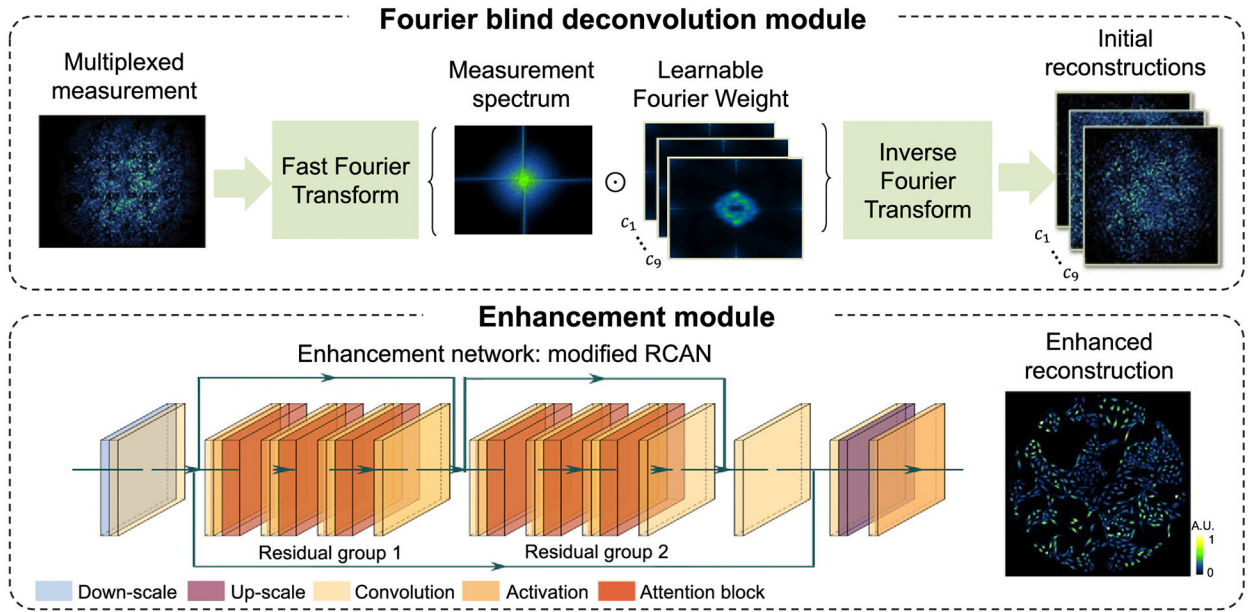 Fourier blind deconvolution module
Multiplexed
measurement
Fast Fourier
Transform
Measurement
spectrum
⊙
Learnable
Fourier Weight
c₁
c₉
Inverse
Fourier
Transform
Initial
reconstructions
c₁
c₉
Enhancement module
Enhancement network: modified RCAN
Residual group 1
Residual group 2
Enhanced
reconstruction
A.U.
1
0
Down-scale
Up-scale
Convolution
Activation
Attention block